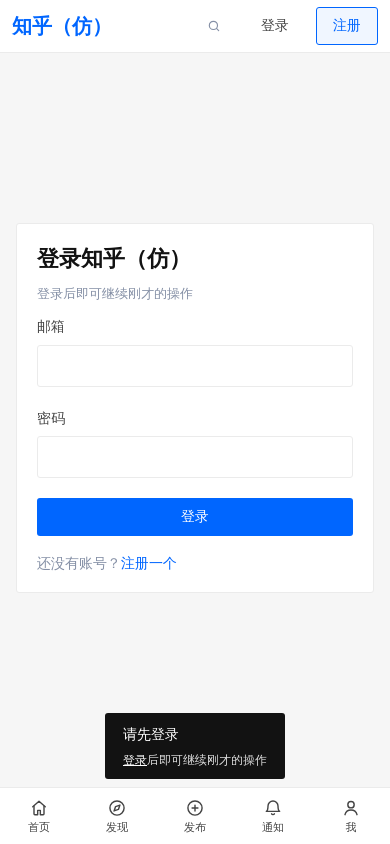 知乎（仿）
登录
注册
登录知乎（仿）
登录后即可继续刚才的操作
邮箱
密码
登录
还没有账号？注册一个
请先登录
登录后即可继续刚才的操作
首页
发现
发布
通知
我